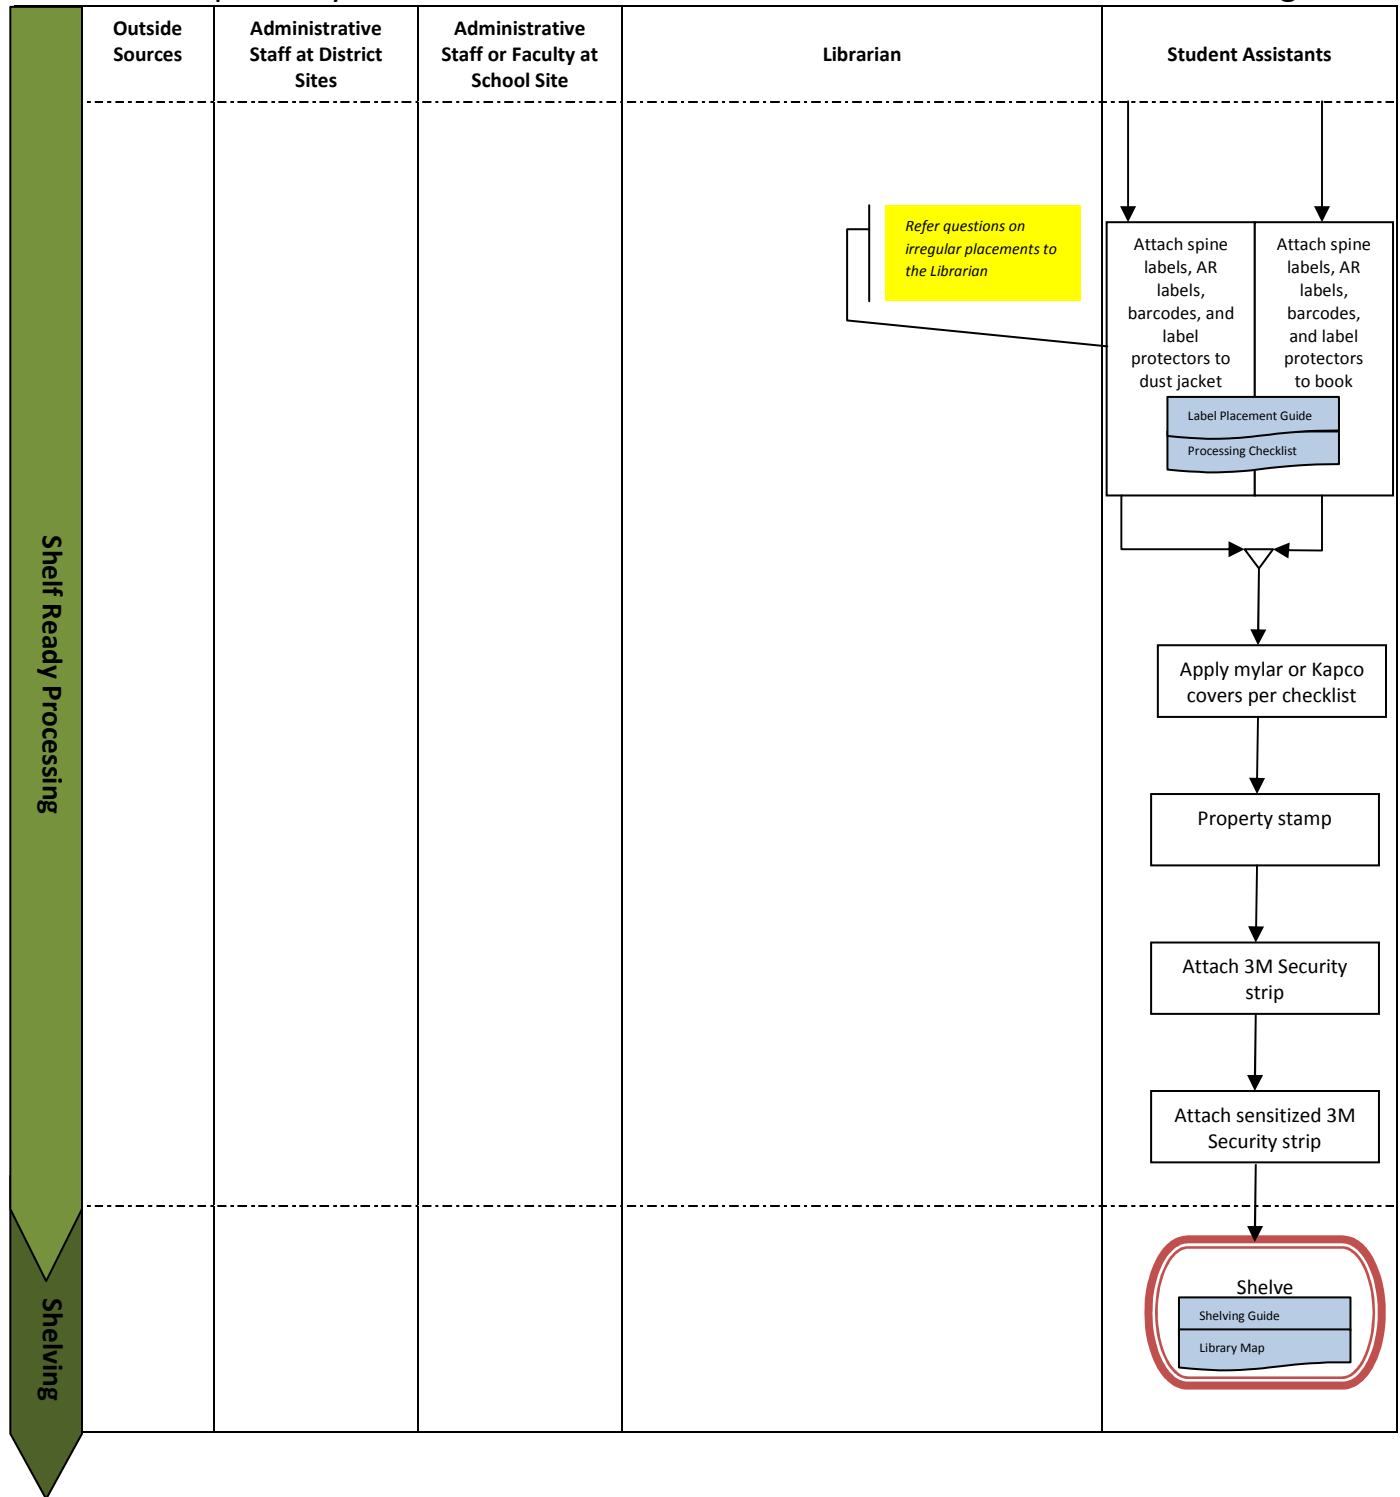 Outside
Sources
Administrative
Staff at District
Sites
Administrative
Staff or Faculty at
School Site
Librarian
Student Assistants
Refer questions on
irregular placements to
the Librarian
Attach spine
labels, AR
labels,
barcodes, and
label
protectors to
dust jacket
Attach spine
labels, AR
labels,
barcodes,
and label
protectors
to book
Label Placement Guide
Processing Checklist
Shelf Ready Processing
Apply mylar or Kapco
covers per checklist
Property stamp
Attach 3M Security
strip
Attach sensitized 3M
Security strip
Shelving
Shelve
Shelving Guide
Library Map